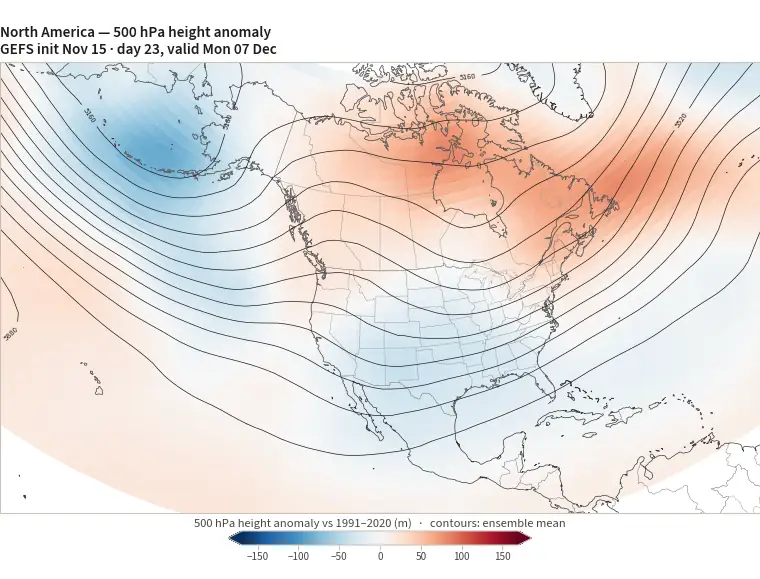 North America — 500 hPa height anomaly
GEFS init Nov 15 · day 23, valid Mon 07 Dec
5160
5160
5520
5880
500 hPa height anomaly vs 1991–2020 (m) · contours: ensemble mean
−150 −100 −50 0 50 100 150